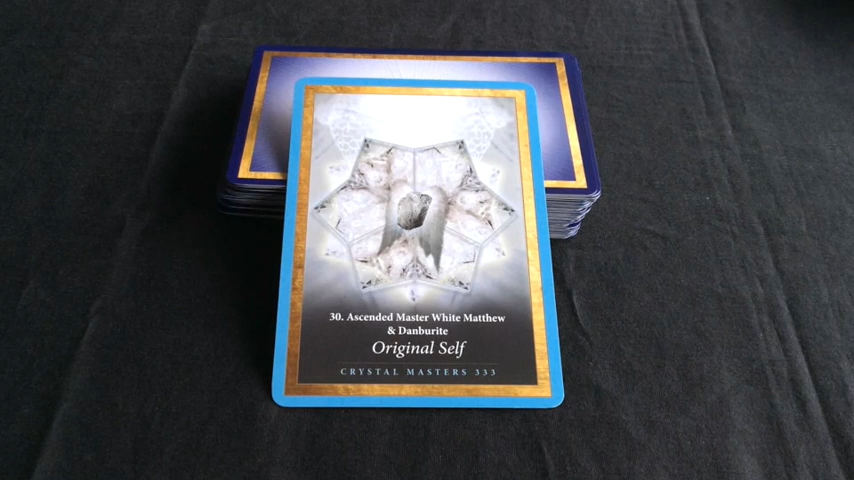 30. Ascended Master White Matthew
& Danburite
Original Self
CRYSTAL MASTERS 333